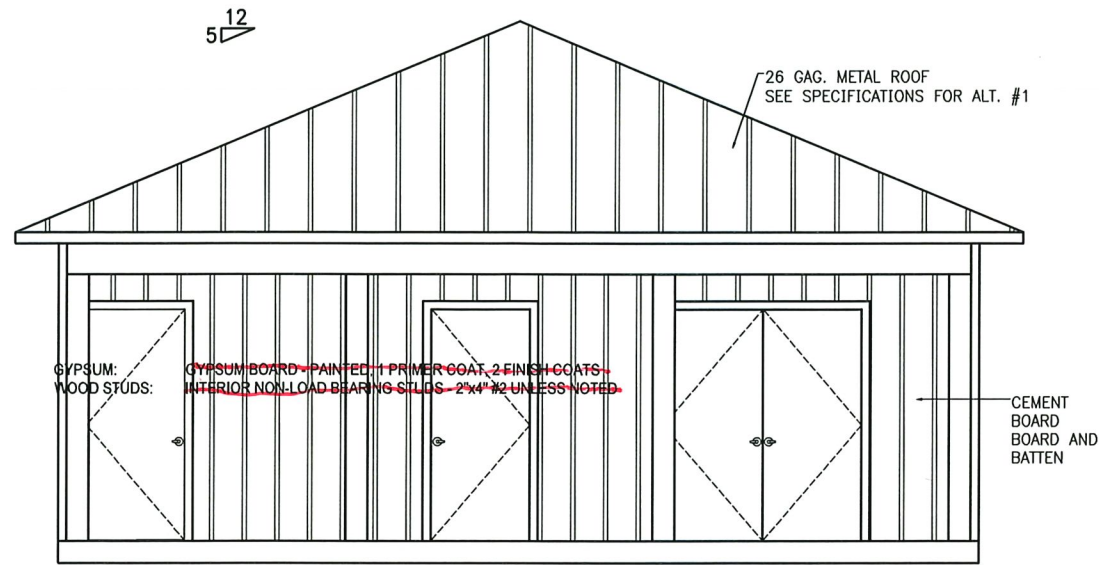 12
5
26 GAG. METAL ROOF
SEE SPECIFICATIONS FOR ALT. #1
GYPSUM: GYPSUM BOARD - PAINTED, 1 PRIMER COAT, 2 FINISH COATS
WOOD STUDS: INTERIOR NON-LOAD BEARING STUDS - 2"x4" #2 UNLESS NOTED
CEMENT
BOARD
BOARD AND
BATTEN